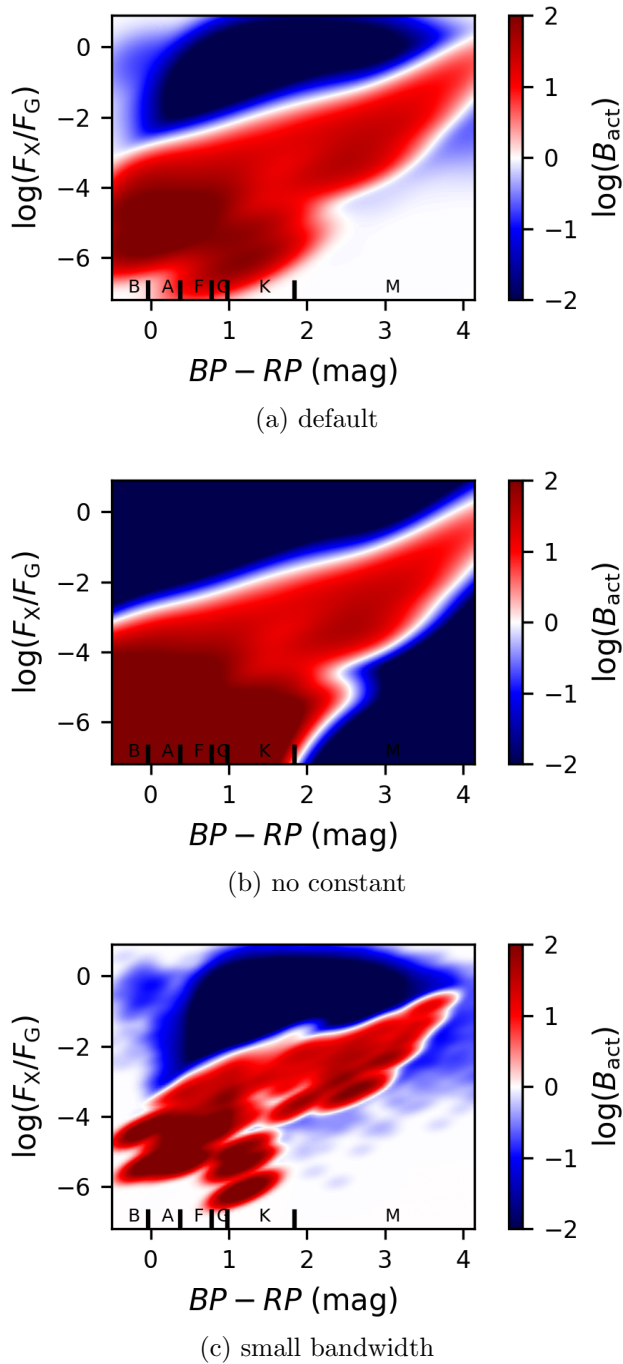 0
−2
−4
−6
log(F_X/F_G)
B A F G K M
0 1 2 3 4
BP − RP (mag)
2
1
0
−1
−2
log(B_act)
(a) default
0
−2
−4
−6
log(F_X/F_G)
B A F G K M
0 1 2 3 4
BP − RP (mag)
2
1
0
−1
−2
log(B_act)
(b) no constant
0
−2
−4
−6
log(F_X/F_G)
B A F G K M
0 1 2 3 4
BP − RP (mag)
2
1
0
−1
−2
log(B_act)
(c) small bandwidth